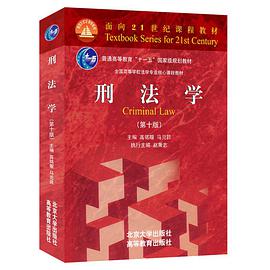 面向21世纪课程教材
Textbook Series for 21st Century
普通高等教育“十一五”国家级规划教材
全国高等学校法学专业核心课程教材
刑法学
Criminal Law
(第十版)
主编 高铭暄 马克昌
执行主编 赵秉志
北京大学出版社
高等教育出版社
刑法学
(第十版)
主编 高铭暄 马克昌
北京大学出版社
高等教育出版社